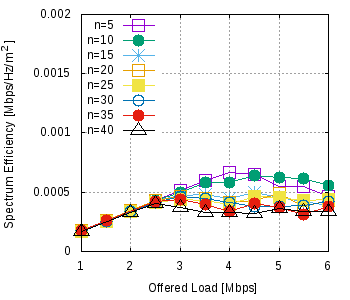 0.002
0.0015
0.001
0.0005
0
Spectrum Efficiency [Mbps/Hz/m²]
n=5
n=10
n=15
n=20
n=25
n=30
n=35
n=40
1 2 3 4 5 6
Offered Load [Mbps]